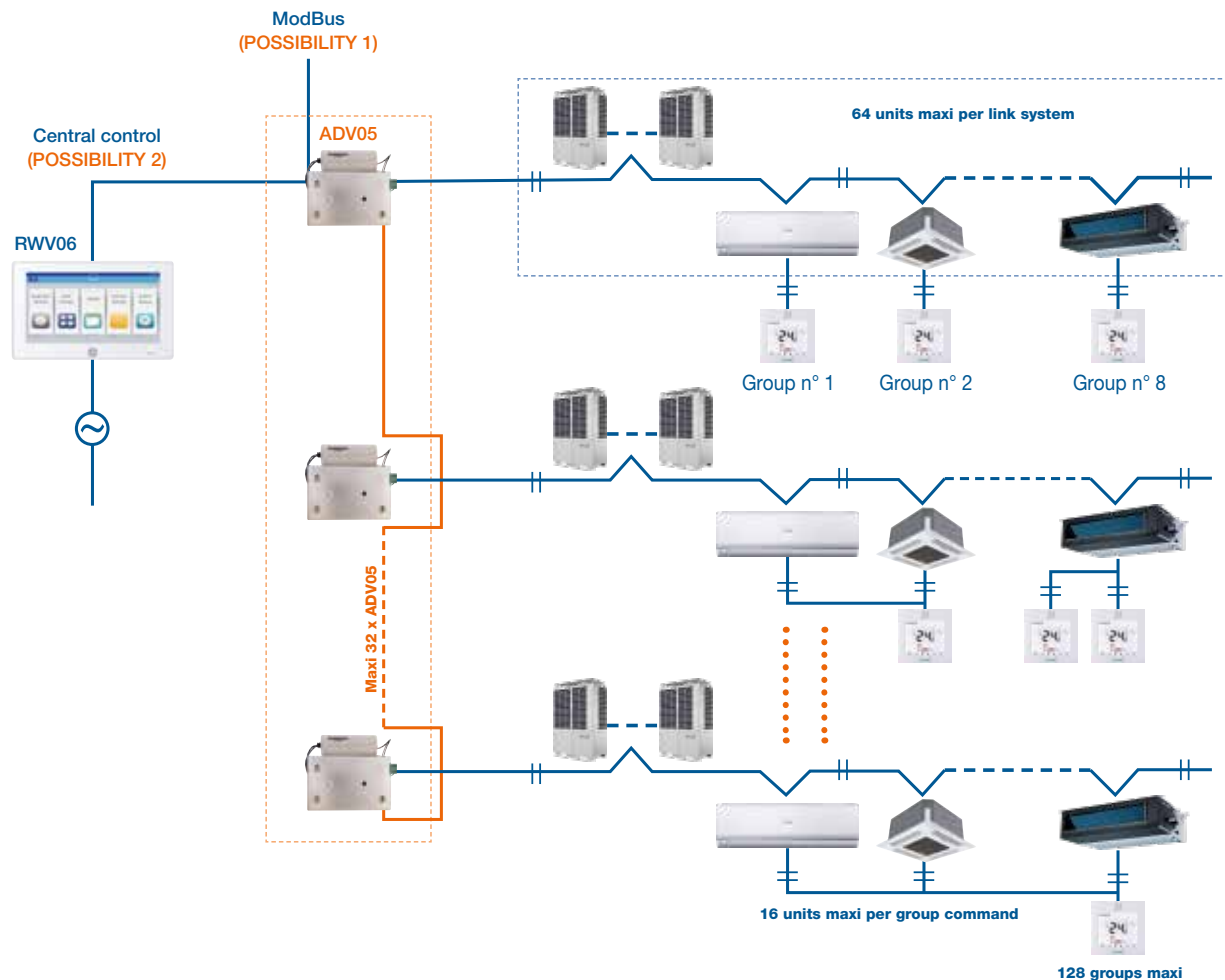 ModBus
(POSSIBILITY 1)
Central control
(POSSIBILITY 2)
ADV05
64 units maxi per link system
RWV06
Group n° 1
Group n° 2
Group n° 8
Maxi 32 x ADV05
16 units maxi per group command
128 groups maxi